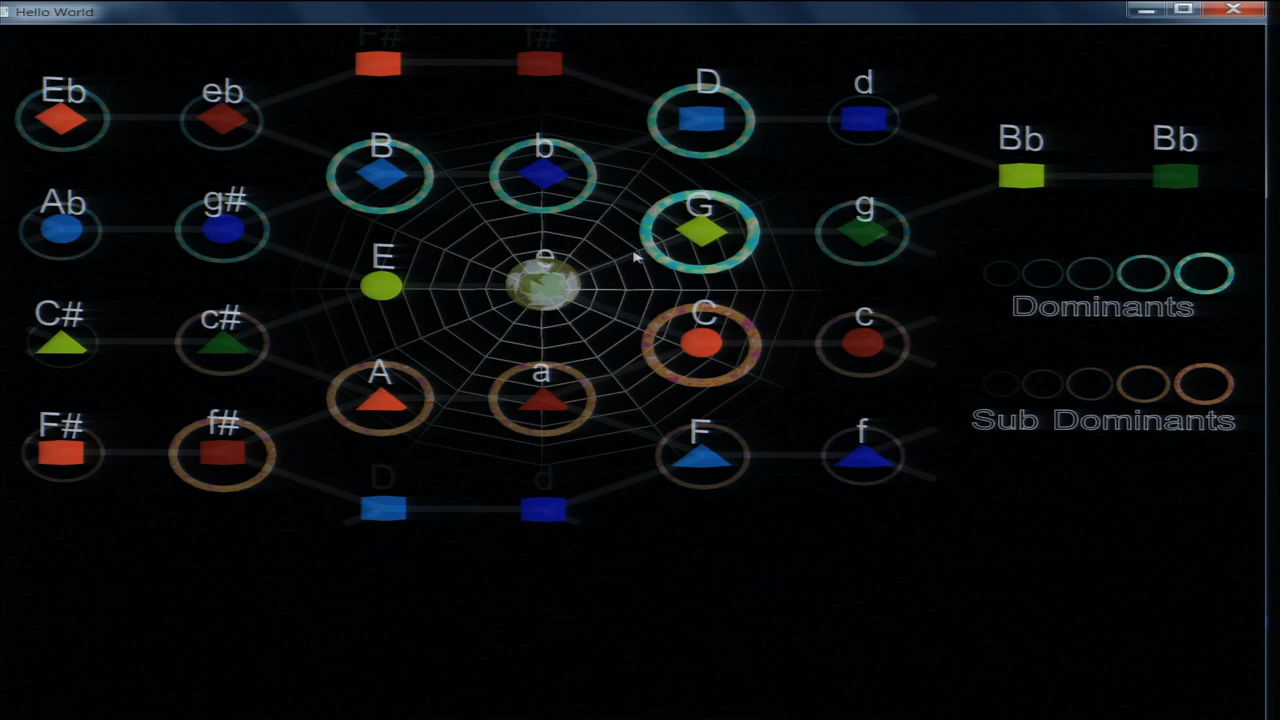 Hello World
F# f#
Eb eb D d
B b Bb Bb
Ab g# G g
E e
C# c# C c
A a
F# f# F f
D d
Dominants
Sub Dominants